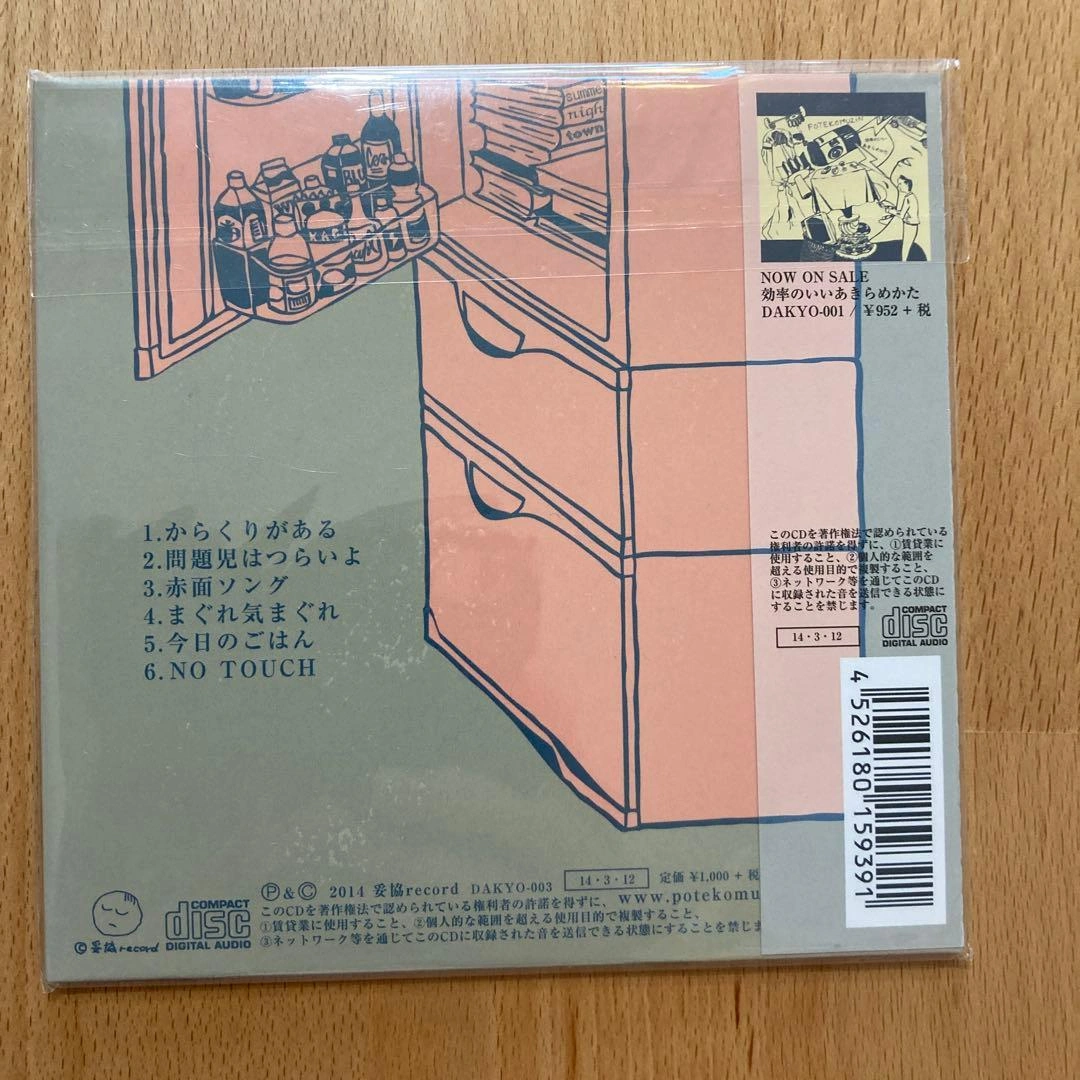 summe
nigh
town
POTEKOMUZIN
NOW ON SALE
効率のいいあきらめかた
DAKYO-001 / ¥952 + 税
1.からくりがある
2.問題児はつらいよ
3.赤面ソング
4.まぐれ気まぐれ
5.今日のごはん
6.NO TOUCH
このCDを著作権法で認められている
権利者の許諾を得ずに、①賃貸業に
使用すること、②個人的な範囲を
超える使用目的で複製すること、
③ネットワーク等を通じてこのCD
に収録された音を送信できる状態に
することを禁じます。
COMPACT
disc
DIGITAL AUDIO
14・3・12
4 526180 159391
Ⓟ&Ⓒ 2014 妥協record DAKYO-003 14・3・12 定価 ¥1,000 + 税
このCDを著作権法で認められている権利者の許諾を得ずに、 www.potekomu
①賃貸業に使用すること、②個人的な範囲を超える使用目的で複製すること、
③ネットワーク等を通じてこのCDに収録された音を送信できる状態にすることを禁じま
COMPACT
disc
DIGITAL AUDIO
©妥協record